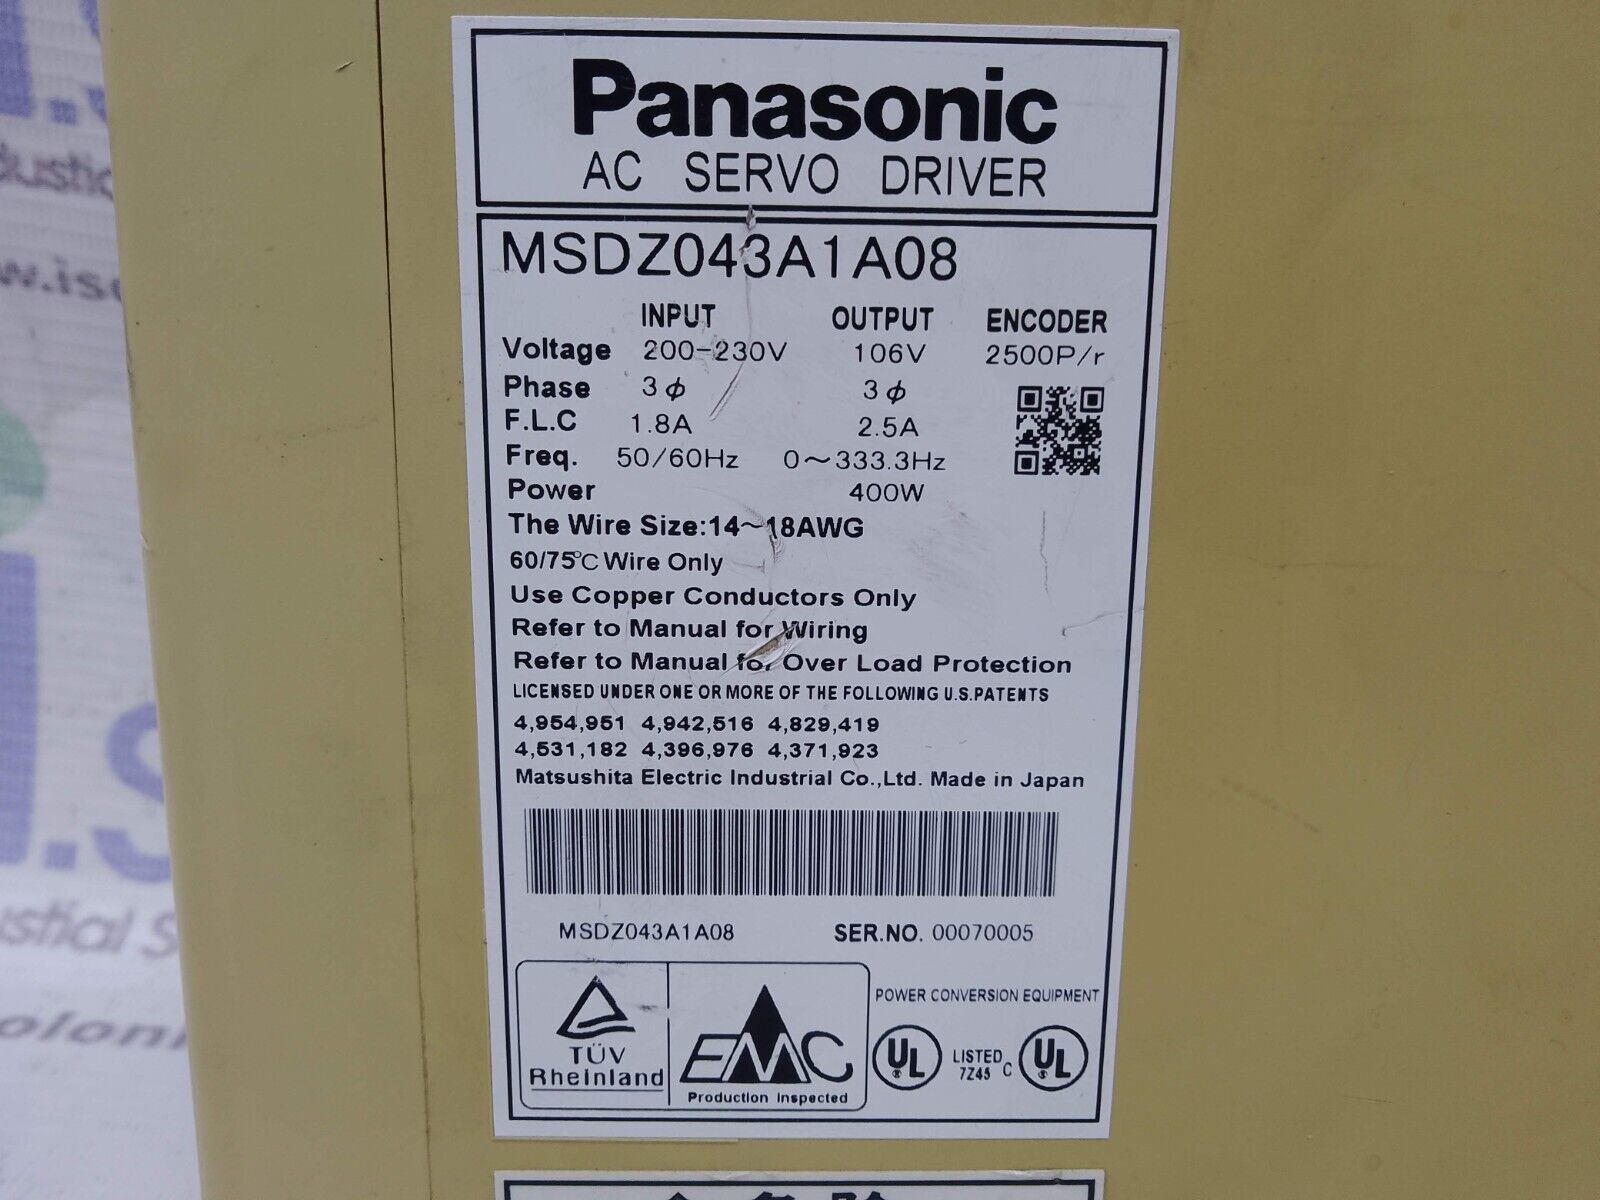 Panasonic
AC SERVO DRIVER
MSDZ043A1A08
INPUT OUTPUT ENCODER
Voltage 200-230V 106V 2500P/r
Phase 3ϕ 3ϕ
F.L.C 1.8A 2.5A
Freq. 50/60Hz 0~333.3Hz
Power 400W
The Wire Size:14~18AWG
60/75°C Wire Only
Use Copper Conductors Only
Refer to Manual for Wiring
Refer to Manual for Over Load Protection
LICENSED UNDER ONE OR MORE OF THE FOLLOWING U.S.PATENTS
4,954,951 4,942,516 4,829,419
4,531,182 4,396,976 4,371,923
Matsushita Electric Industrial Co.,Ltd. Made in Japan
MSDZ043A1A08 SER.NO. 00070005
TÜV
Rheinland
EMC
Production Inspected
POWER CONVERSION EQUIPMENT
UL LISTED C UL
7Z45